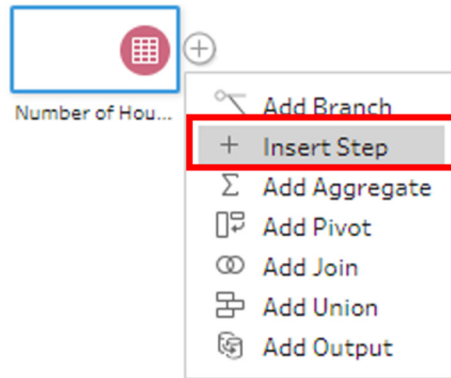 Number of Hou...
Add Branch
Insert Step
Add Aggregate
Add Pivot
Add Join
Add Union
Add Output